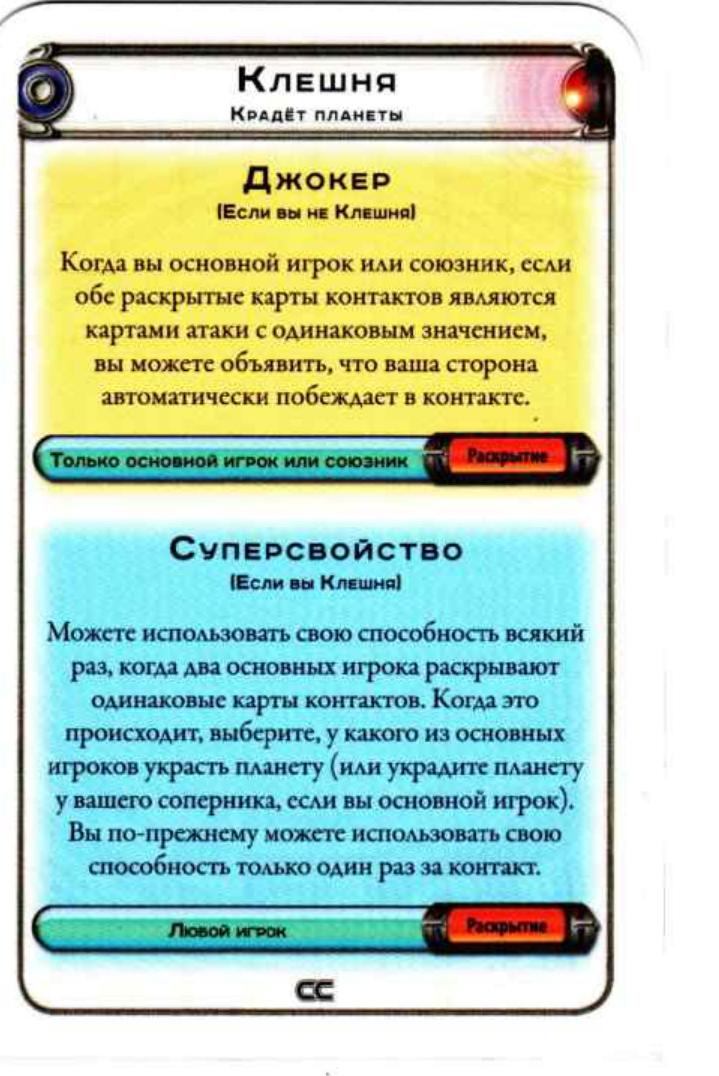 Клешня
Крадёт планеты
Джокер
(Если вы не Клешня)
Когда вы основной игрок или союзник, если
обе раскрытые карты контактов являются
картами атаки с одинаковым значением,
вы можете объявить, что ваша сторона
автоматически побеждает в контакте.
Только основной игрок или союзник Раскрытие
Суперсвойство
(Если вы Клешня)
Можете использовать свою способность всякий
раз, когда два основных игрока раскрывают
одинаковые карты контактов. Когда это
происходит, выберите, у какого из основных
игроков украсть планету (или украдите планету
у вашего соперника, если вы основной игрок).
Вы по-прежнему можете использовать свою
способность только один раз за контакт.
Любой игрок Раскрытие
CC